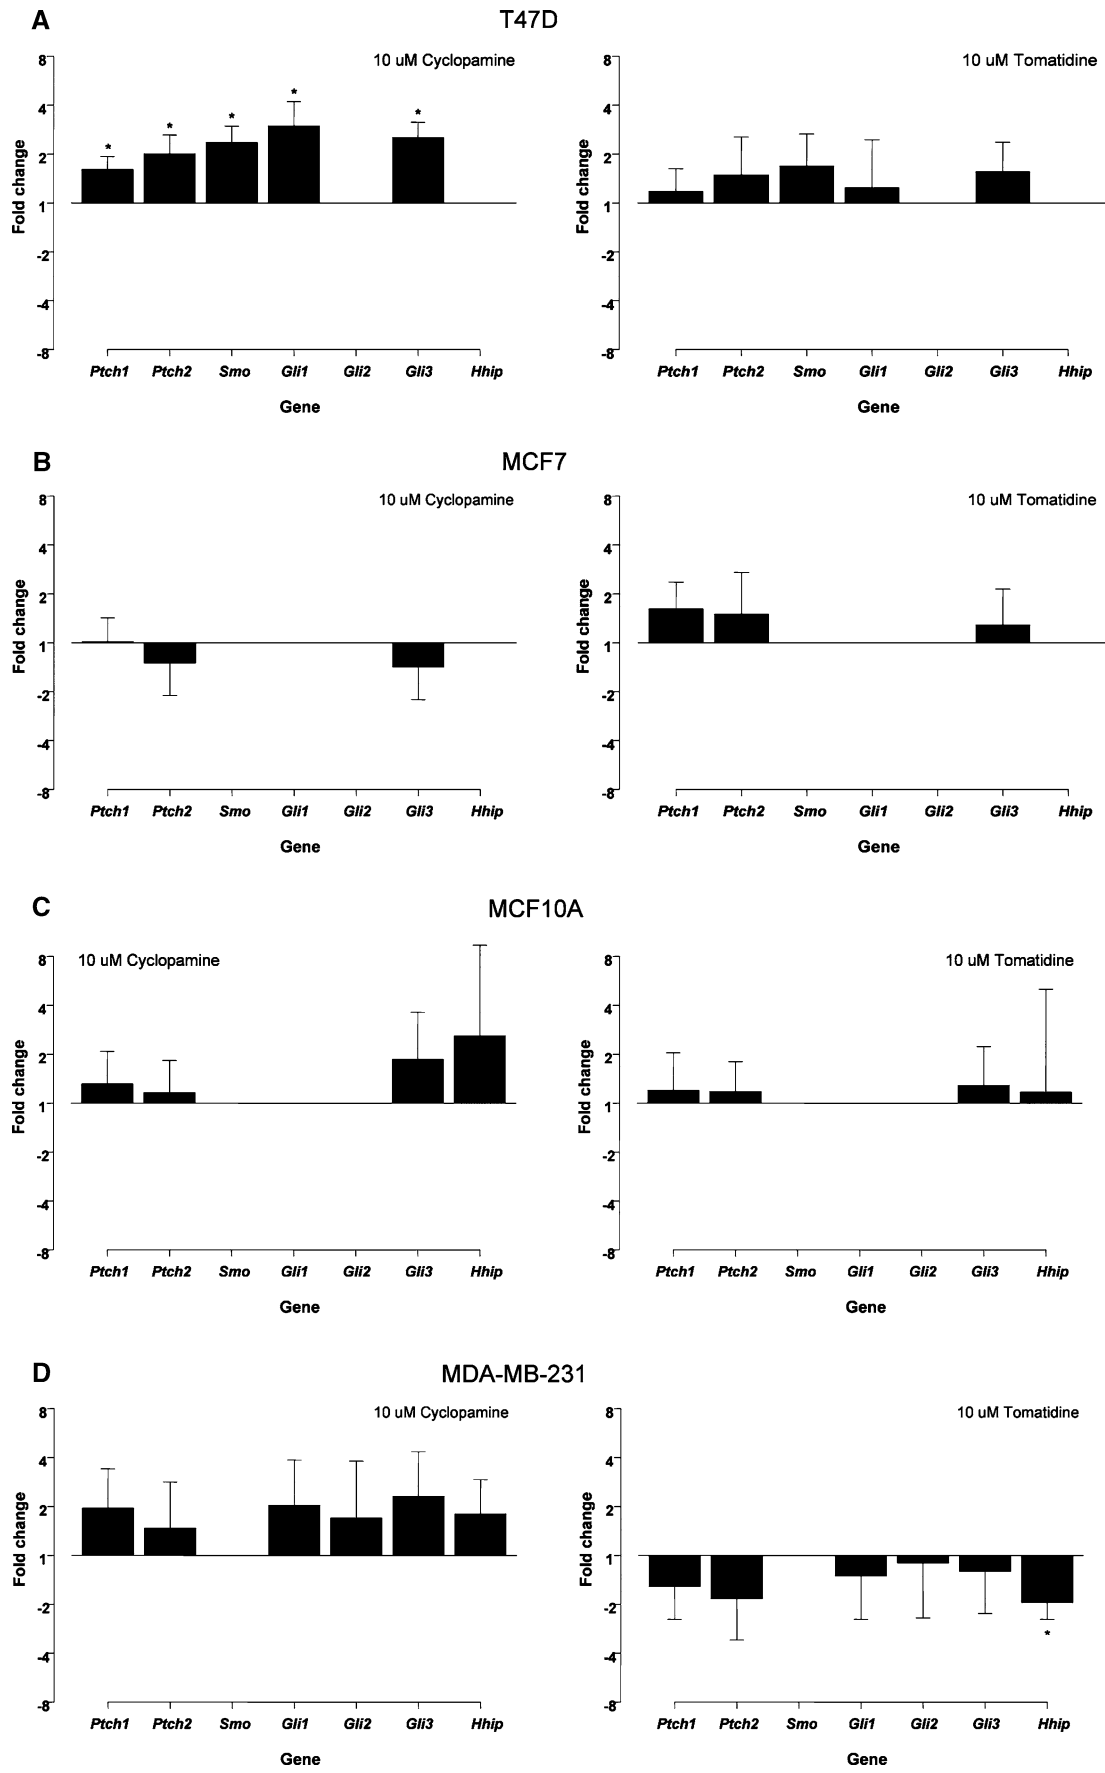 A
T47D
10 uM Cyclopamine
Fold change
8
4
2
1
-2
-4
-8
*
*
*
*
*
Ptch1 Ptch2 Smo Gli1 Gli2 Gli3 Hhip
Gene
10 uM Tomatidine
Fold change
8
4
2
1
-2
-4
-8
Ptch1 Ptch2 Smo Gli1 Gli2 Gli3 Hhip
Gene
B
MCF7
10 uM Cyclopamine
Fold change
8
4
2
1
-2
-4
-8
Ptch1 Ptch2 Smo Gli1 Gli2 Gli3 Hhip
Gene
10 uM Tomatidine
Fold change
8
4
2
1
-2
-4
-8
Ptch1 Ptch2 Smo Gli1 Gli2 Gli3 Hhip
Gene
C
MCF10A
10 uM Cyclopamine
Fold change
8
4
2
1
-2
-4
-8
Ptch1 Ptch2 Smo Gli1 Gli2 Gli3 Hhip
Gene
10 uM Tomatidine
Fold change
8
4
2
1
-2
-4
-8
Ptch1 Ptch2 Smo Gli1 Gli2 Gli3 Hhip
Gene
D
MDA-MB-231
10 uM Cyclopamine
Fold change
8
4
2
1
-2
-4
-8
Ptch1 Ptch2 Smo Gli1 Gli2 Gli3 Hhip
Gene
10 uM Tomatidine
Fold change
8
4
2
1
-2
-4
-8
*
Ptch1 Ptch2 Smo Gli1 Gli2 Gli3 Hhip
Gene